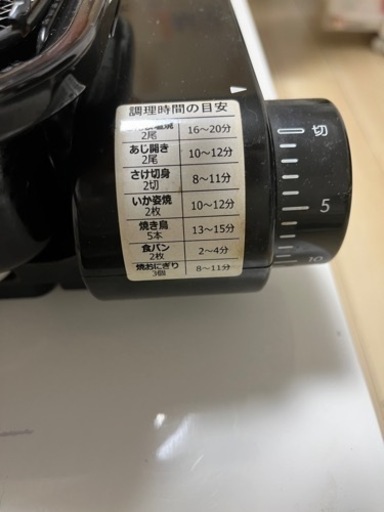 調理時間の目安
塩焼
2尾 16〜20分
あじ開き
2尾 10〜12分
さけ切身
2切 8〜11分
いか姿焼
2枚 10〜12分
焼き鳥
5本 13〜15分
食パン
2枚 2〜4分
焼おにぎり
3個 8〜11分
切
5
10